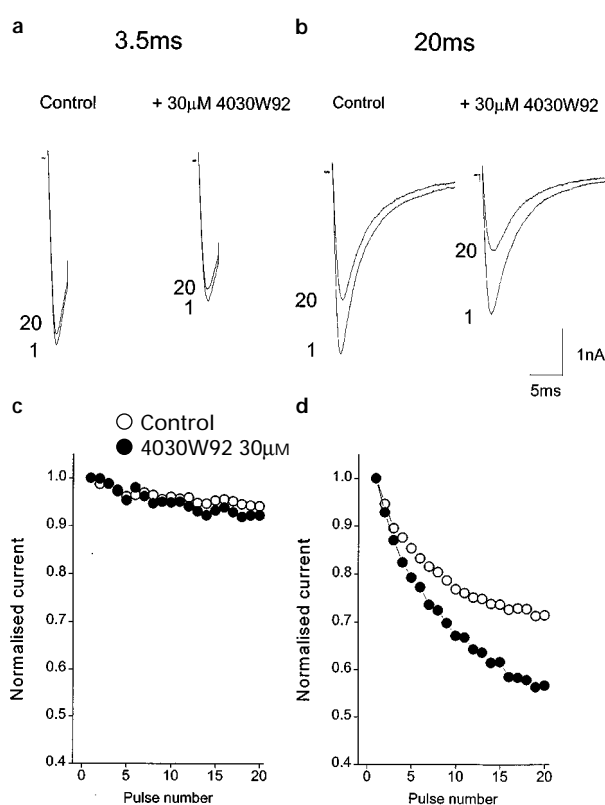 a
3.5ms
Control
+ 30μM 4030W92
20
1
20
1
b
20ms
Control
+ 30μM 4030W92
20
1
20
1
1nA
5ms
c
Control
4030W92 30μM
Normalised current
1.0
0.9
0.8
0.7
0.6
0.5
0.4
0
5
10
15
20
Pulse number
d
Normalised current
1.0
0.9
0.8
0.7
0.6
0.5
0.4
0
5
10
15
20
Pulse number